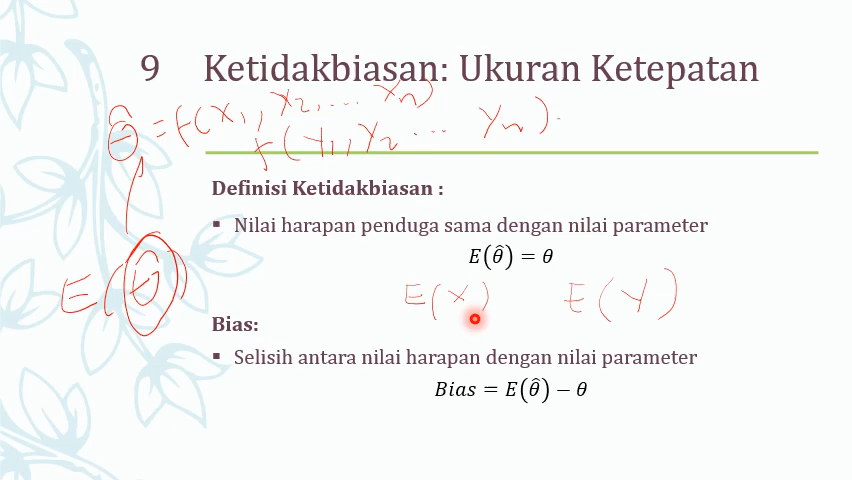 9 Ketidakbiasan: Ukuran Ketepatan
θ̂ = f(X₁, X₂, ... Xₙ)
f(Y₁, Y₂ ... Yₙ).
Definisi Ketidakbiasan :
▪ Nilai harapan penduga sama dengan nilai parameter
E(θ̂) = θ
E(θ̂)
E(X) E(Y)
Bias:
▪ Selisih antara nilai harapan dengan nilai parameter
Bias = E(θ̂) − θ